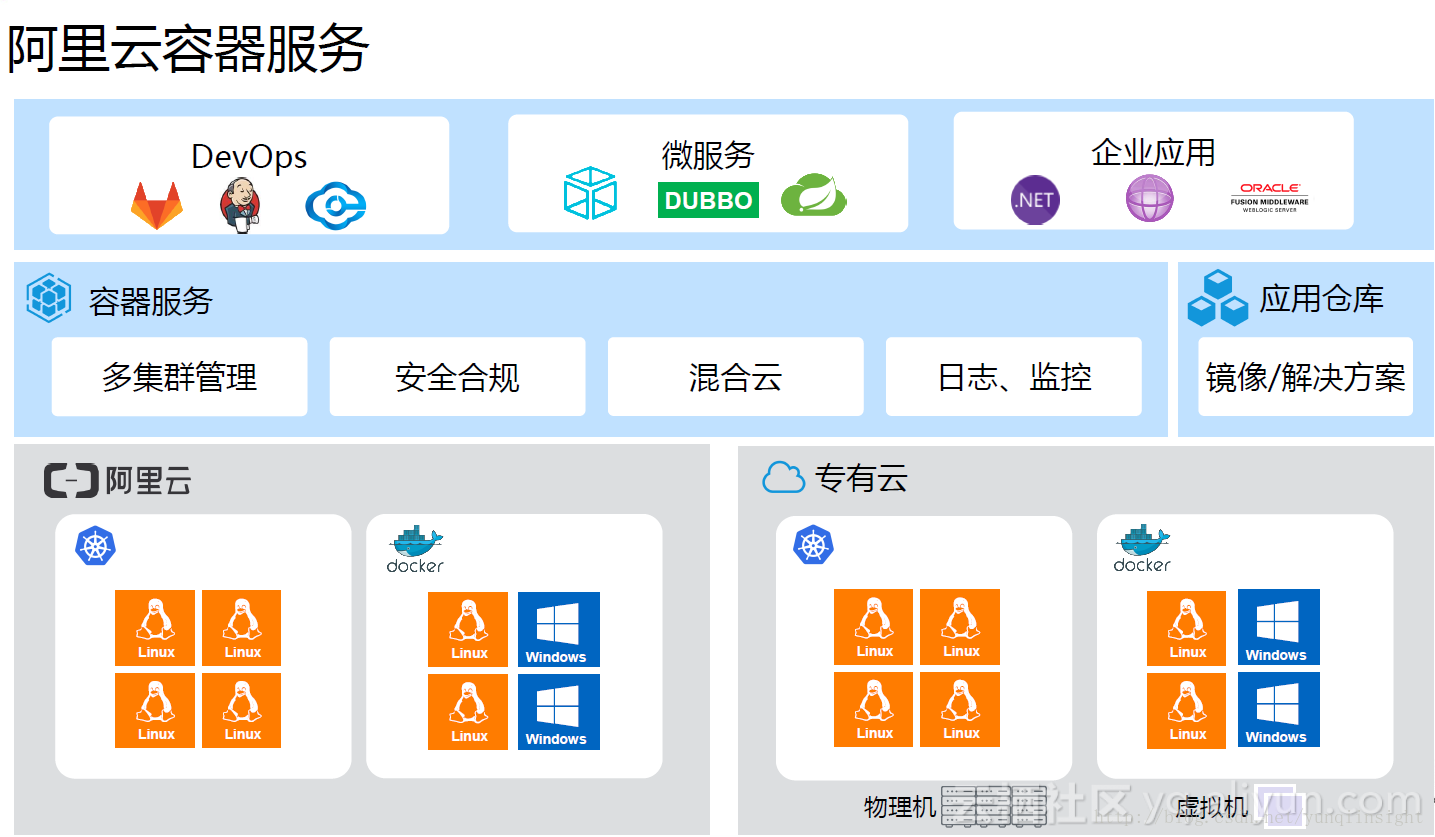 阿里云容器服务
DevOps
微服务
企业应用
DUBBO
.NET
ORACLE
FUSION MIDDLEWARE
WEBLOGIC SERVER
容器服务
应用仓库
多集群管理
安全合规
混合云
日志、监控
镜像/解决方案
阿里云
专有云
docker
docker
Linux
Linux
Linux
Windows
Linux
Linux
Linux
Windows
Linux
Linux
Linux
Windows
Linux
Linux
Linux
Windows
物理机
虚拟机
云栖社区 yq.aliyun.com
http://blog.csdn.net/yunqiinsight